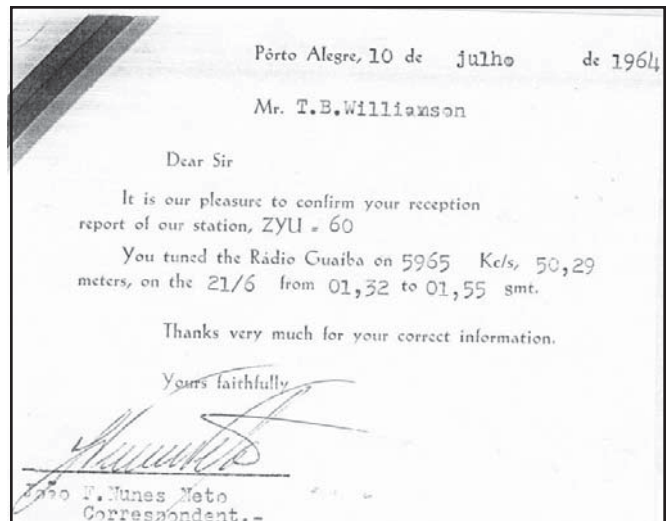 Pôrto Alegre, 10 de julho de 1964
Mr. T.B.Williamson
Dear Sir
It is our pleasure to confirm your reception
report of our station, ZYU = 60
You tuned the Rádio Guaiba on 5965 Kc/s, 50,29
meters, on the 21/6 from 01,32 to 01,55 gmt.
Thanks very much for your correct information.
Yours faithfully
João F.Nunes Neto
Correspondent.-